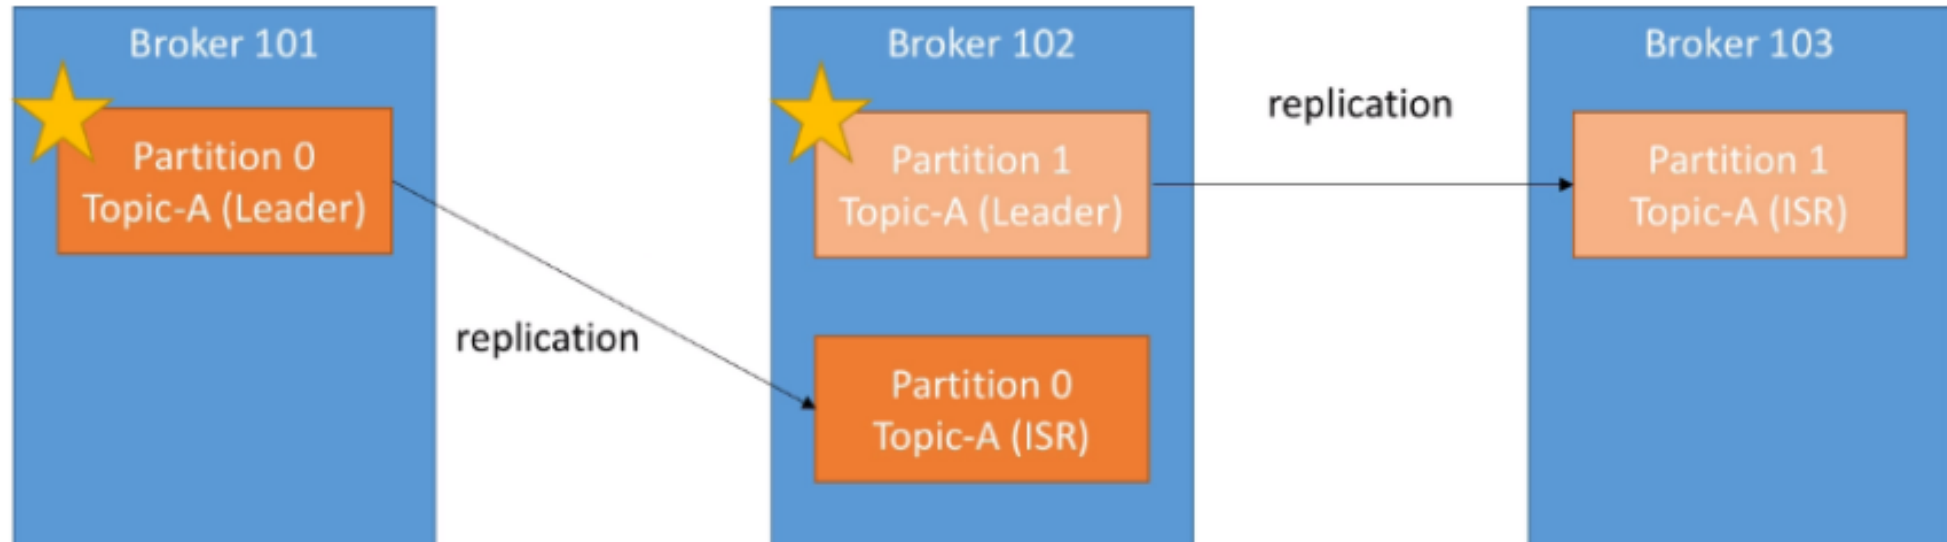 Broker 101
Partition 0
Topic-A (Leader)
replication
Broker 102
Partition 1
Topic-A (Leader)
Partition 0
Topic-A (ISR)
replication
Broker 103
Partition 1
Topic-A (ISR)